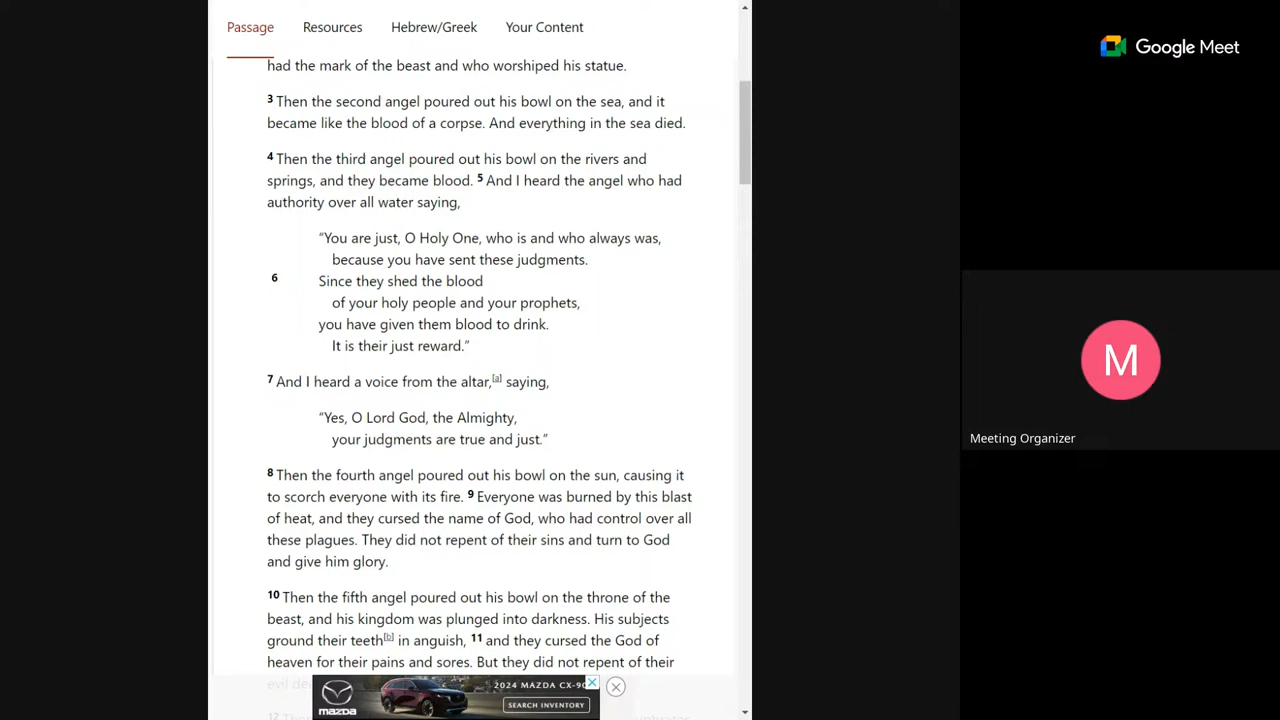 Passage Resources Hebrew/Greek Your Content
Google Meet
had the mark of the beast and who worshiped his statue.
3 Then the second angel poured out his bowl on the sea, and it
became like the blood of a corpse. And everything in the sea died.
4 Then the third angel poured out his bowl on the rivers and
springs, and they became blood. 5 And I heard the angel who had
authority over all water saying,
“You are just, O Holy One, who is and who always was,
because you have sent these judgments.
6 Since they shed the blood
of your holy people and your prophets,
you have given them blood to drink.
It is their just reward.”
7 And I heard a voice from the altar,[a] saying,
“Yes, O Lord God, the Almighty,
your judgments are true and just.”
8 Then the fourth angel poured out his bowl on the sun, causing it
to scorch everyone with its fire. 9 Everyone was burned by this blast
of heat, and they cursed the name of God, who had control over all
these plagues. They did not repent of their sins and turn to God
and give him glory.
10 Then the fifth angel poured out his bowl on the throne of the
beast, and his kingdom was plunged into darkness. His subjects
ground their teeth[b] in anguish, 11 and they cursed the God of
heaven for their pains and sores. But they did not repent of their
evil
12
mazda
2024 MAZDA CX-90
SEARCH INVENTORY
M
Meeting Organizer